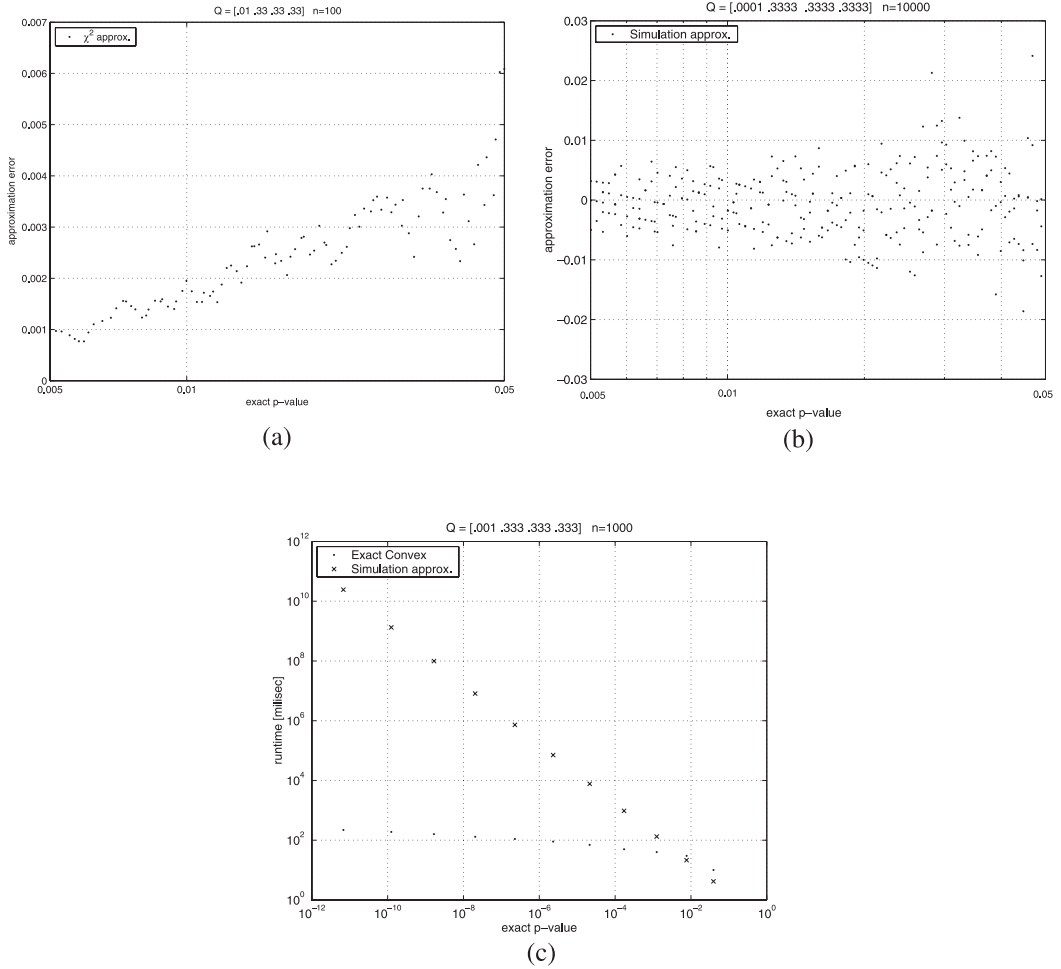 Q = [.01 .33 .33 .33] n=100
χ² approx.
0.007
0.006
0.005
0.004
0.003
0.002
0.001
0
approximation error
0.005
0.01
0.05
exact p−value
(a)
Q = [.0001 .3333 .3333 .3333] n=10000
Simulation approx.
0.03
0.02
0.01
0
−0.01
−0.02
−0.03
approximation error
0.005
0.01
0.05
exact p−value
(b)
Q = [.001 .333 .333 .333] n=1000
Exact Convex
Simulation approx.
10¹²
10¹⁰
10⁸
10⁶
10⁴
10²
10⁰
runtime [milisec]
10⁻¹²
10⁻¹⁰
10⁻⁸
10⁻⁶
10⁻⁴
10⁻²
10⁰
exact p−value
(c)